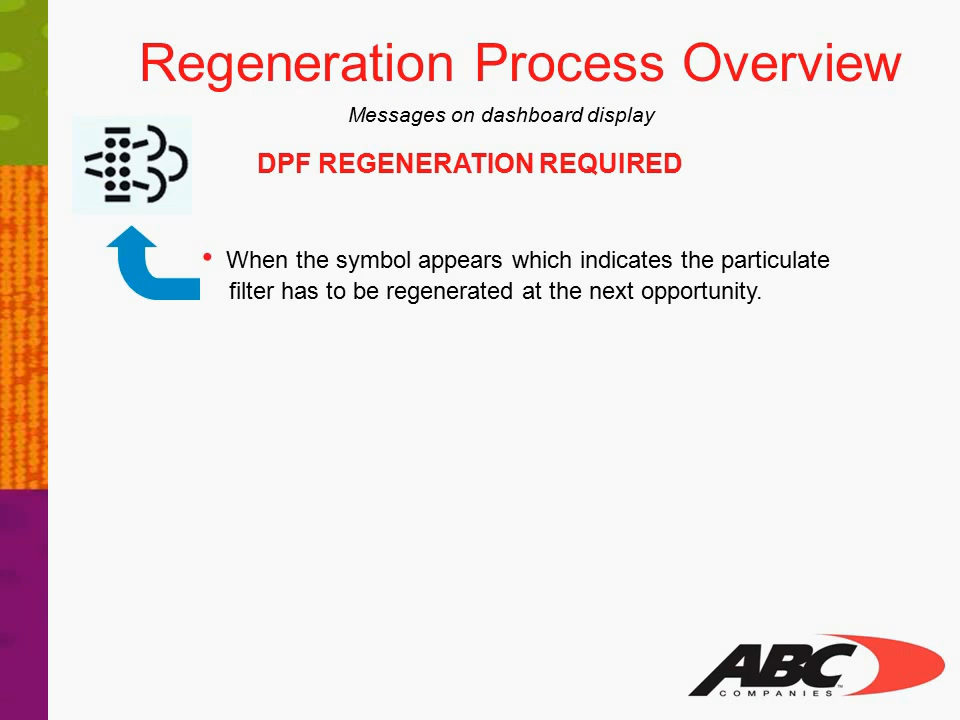 Regeneration Process Overview
Messages on dashboard display
DPF REGENERATION REQUIRED
• When the symbol appears which indicates the particulate
filter has to be regenerated at the next opportunity.
ABC
COMPANIES™